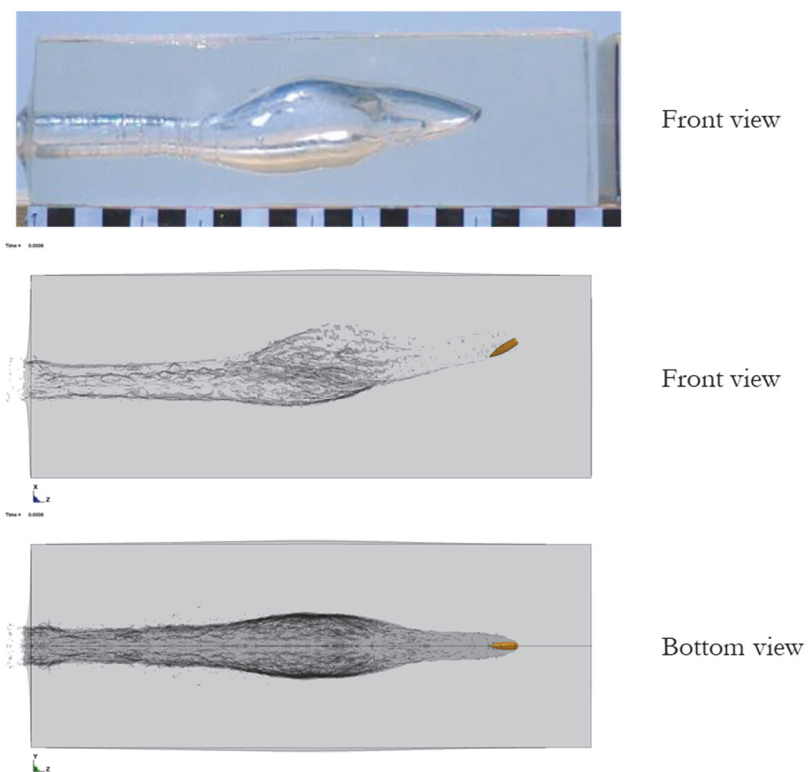 Front view
Time = 0.0006
Front view
X
Z
Time = 0.0006
Bottom view
Y
Z